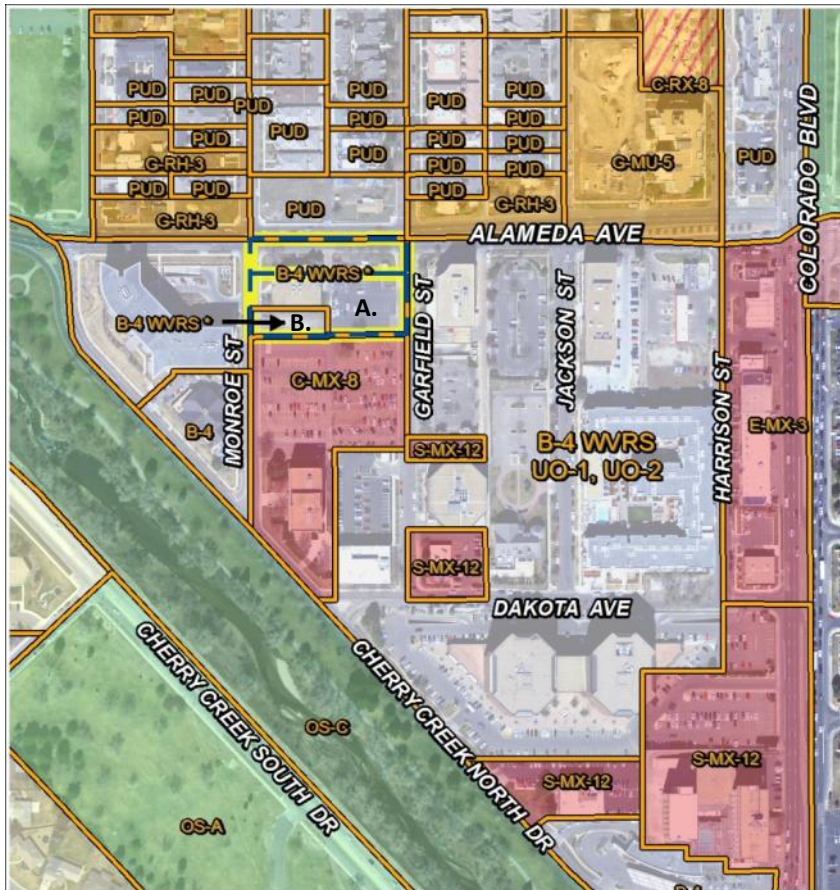 PUD
PUD
PUD
PUD
PUD
PUD
C-RX-8
PUD
PUD
PUD
PUD
PUD
PUD
PUD
PUD
PUD
PUD
G-RH-3
PUD
PUD
G-MU-5
PUD
COLORADO BLVD
PUD
PUD
PUD
PUD
G-RH-3
PUD
G-RH-3
ALAMEDA AVE
B-4 WVRS *
A.
B-4 WVRS *
B.
MONROE ST
GARFIELD ST
JACKSON ST
HARRISON ST
C-MX-8
B-4
E-MX-3
S-MX-12
B-4 WVRS
UO-1, UO-2
S-MX-12
DAKOTA AVE
CHERRY CREEK SOUTH DR
CHERRY CREEK NORTH DR
OS-C
S-MX-12
S-MX-12
OS-A